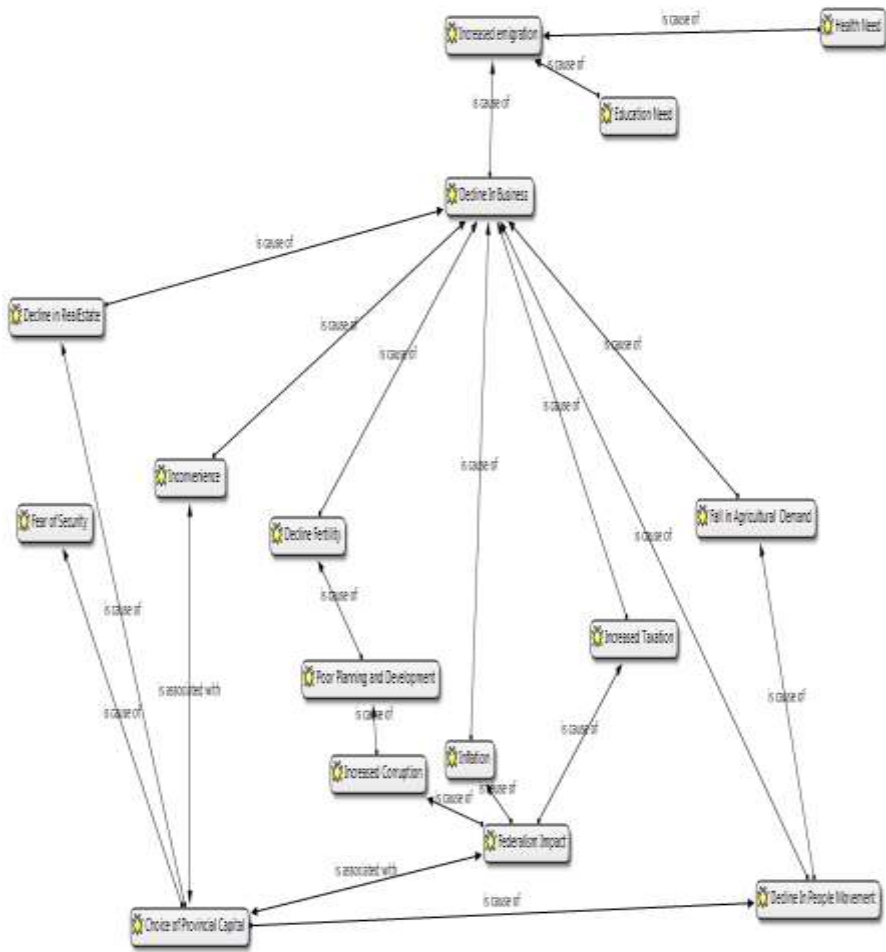 is cause of
Health Need
Increased emigration
is cause of
Education Need
is cause of
Decline In Business
is cause of
Decline in RealEstate
is cause of
is cause of
is cause of
is cause of
is cause of
Inconvenience
Fear of Security
Decline Fertility
Fall in Agricultural Demand
is cause of
is cause of
is cause of
is cause of
Increased Taxation
Poor Planning and Development
is associated with
is cause of
is cause of
is cause of
Inflation
Increased Corruption
is cause of
is cause of
Federalism Impact
is associated with
Decline In People Movement
is cause of
Choice of Provincial Capital